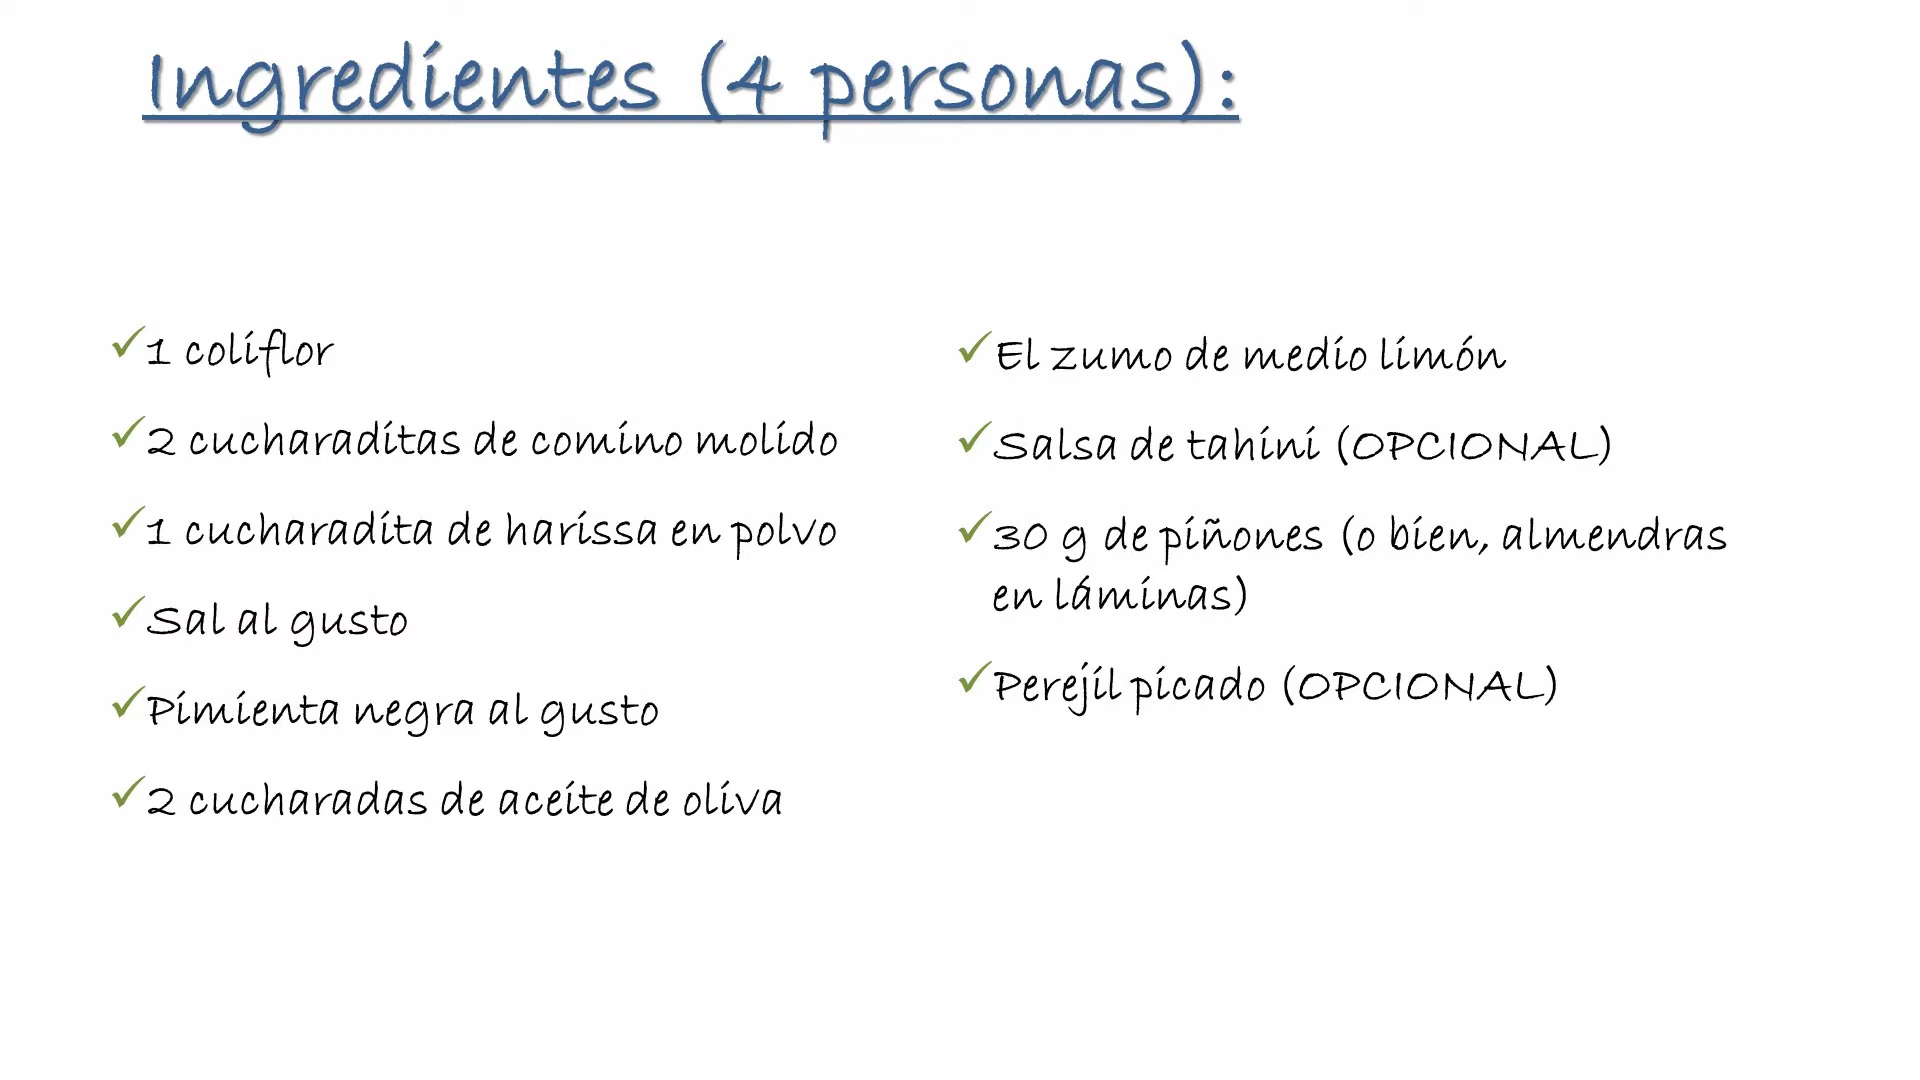 Ingredientes (4 personas):
1 coliflor
2 cucharaditas de comino molido
1 cucharadita de harissa en polvo
Sal al gusto
Pimienta negra al gusto
2 cucharadas de aceite de oliva
El zumo de medio limón
Salsa de tahini (OPCIONAL)
30 g de piñones (o bien, almendras
en láminas)
Perejil picado (OPCIONAL)